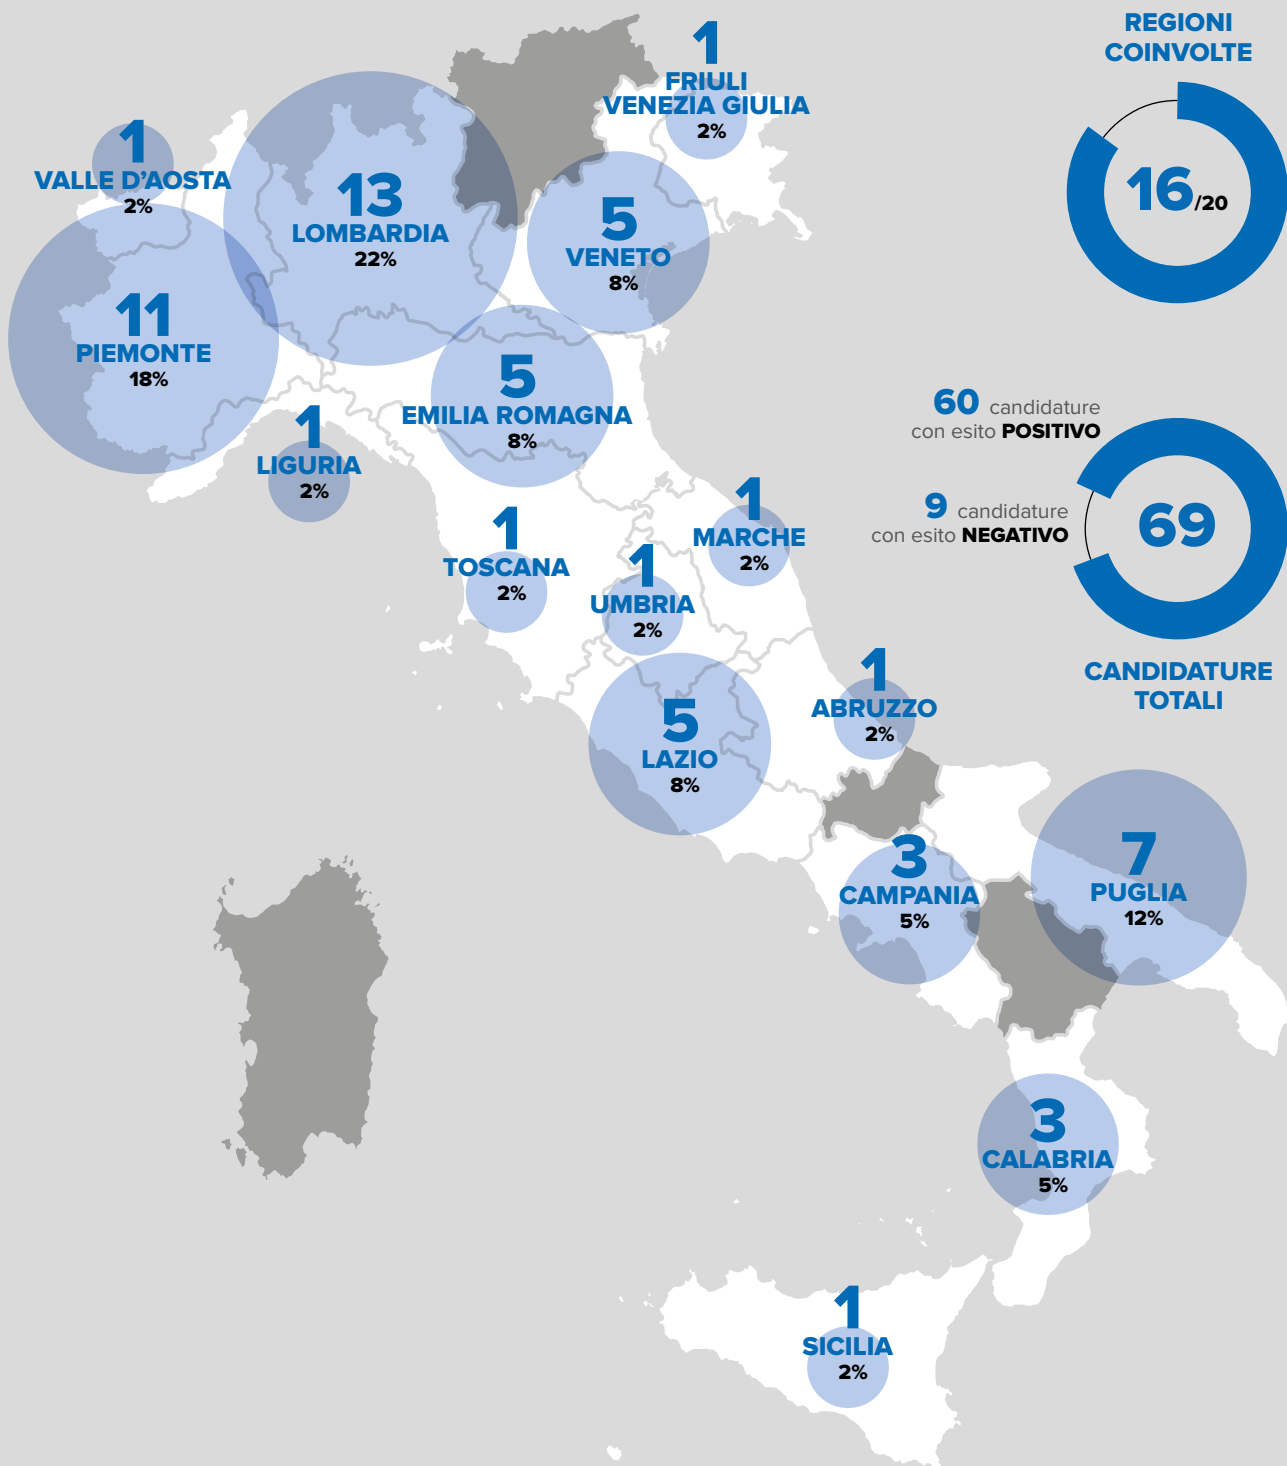 REGIONI
COINVOLTE
16/20
1
FRIULI
VENEZIA GIULIA
2%
1
VALLE D'AOSTA
2%
13
LOMBARDIA
22%
5
VENETO
8%
11
PIEMONTE
18%
5
EMILIA ROMAGNA
8%
1
LIGURIA
2%
60 candidature
con esito POSITIVO
9 candidature
con esito NEGATIVO
69
CANDIDATURE
TOTALI
1
MARCHE
2%
1
TOSCANA
2%
1
UMBRIA
2%
1
ABRUZZO
2%
5
LAZIO
8%
3
CAMPANIA
5%
7
PUGLIA
12%
3
CALABRIA
5%
1
SICILIA
2%